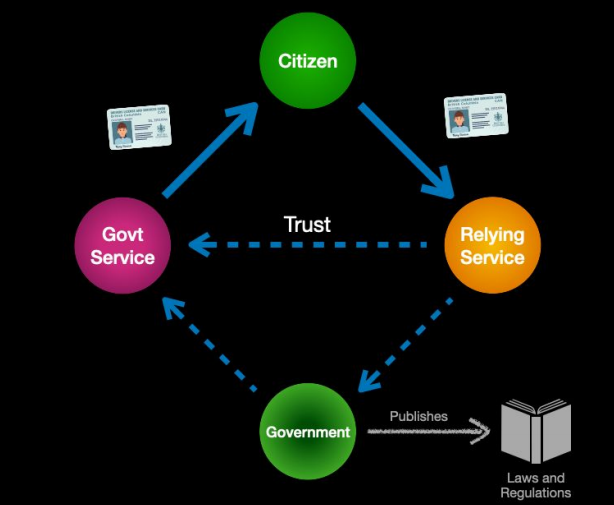 Citizen
Trust
Govt
Service
Relying
Service
Government
Publishes
Laws and
Regulations